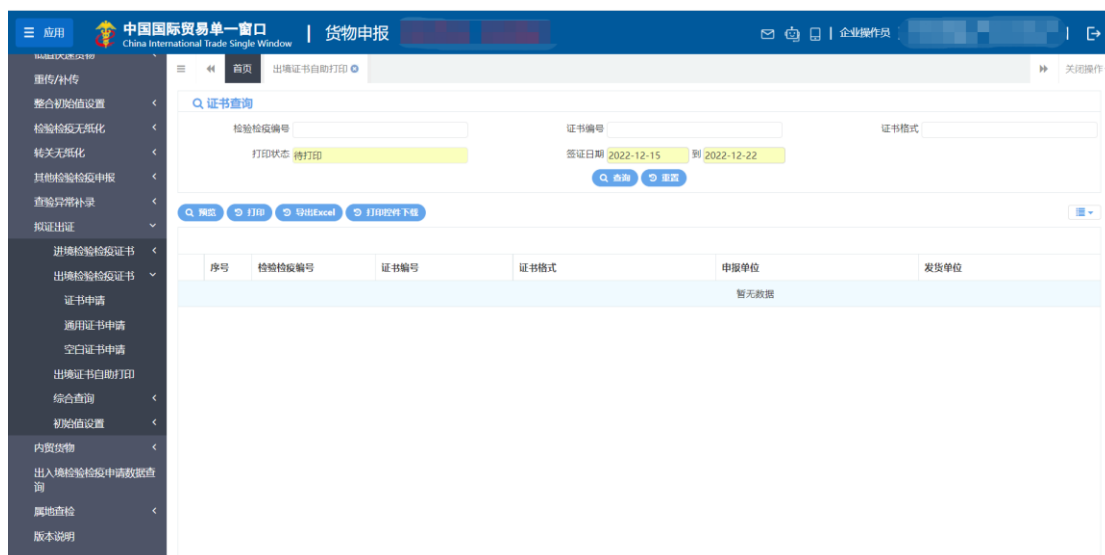 应用
中国国际贸易单一窗口
China International Trade Single Window
货物申报
企业操作员
重传/补传
整合初始值设置
检验检疫无纸化
转关无纸化
其他检验检疫申报
查验异常补录
拟证出证
进境检验检疫证书
出境检验检疫证书
证书申请
通用证书申请
空白证书申请
出境证书自助打印
综合查询
初始值设置
内贸货物
出入境检验检疫申请数据查
询
属地查检
版本说明
首页 出境证书自助打印 关闭操作
证书查询
检验检疫编号 证书编号 证书格式
打印状态 待打印 签证日期 2022-12-15 到 2022-12-22
查询 重置
预览 打印 导出Excel 打印控件下载
序号 检验检疫编号 证书编号 证书格式 申报单位 发货单位
暂无数据